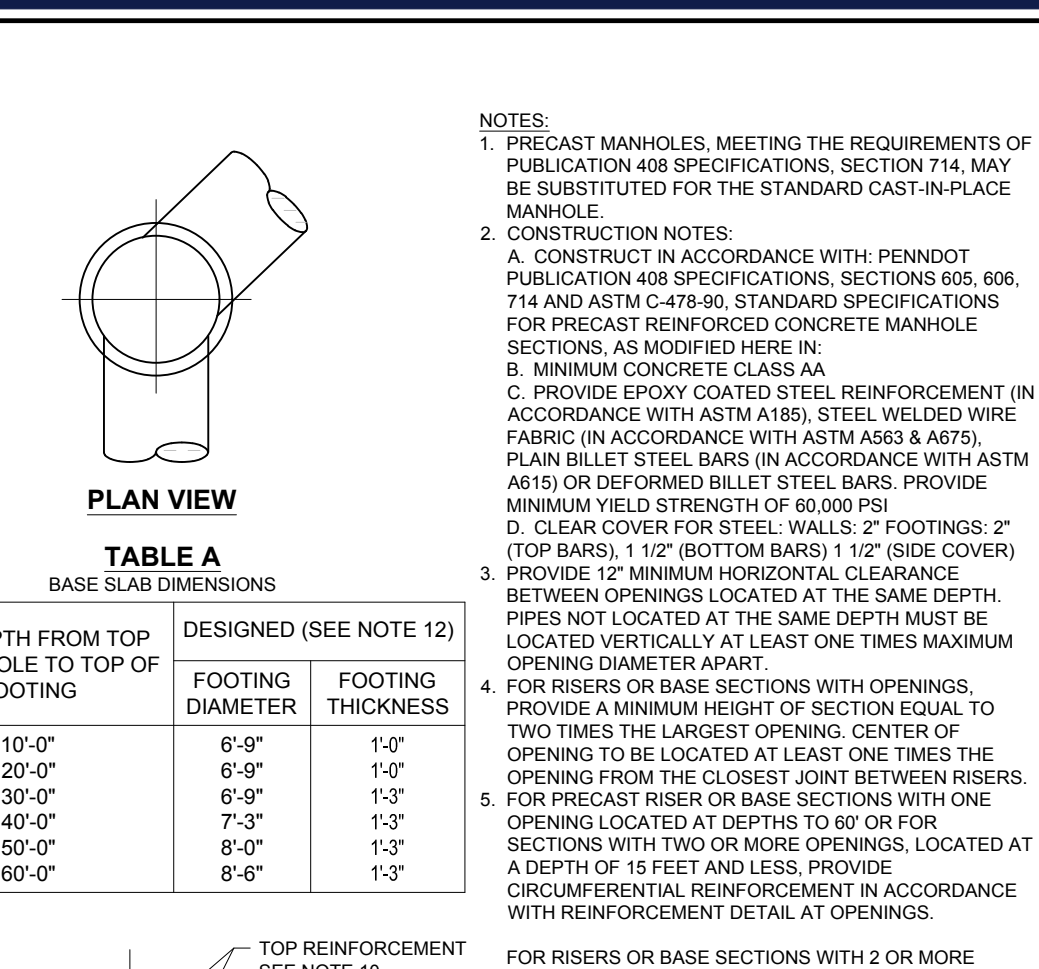 PLAN VIEW
TABLE A
BASE SLAB DIMENSIONS
PTH FROM TOP
OLE TO TOP OF
OOTING
DESIGNED (SEE NOTE 12)
FOOTING
DIAMETER
FOOTING
THICKNESS
10'-0" 6'-9" 1'-0"
20'-0" 6'-9" 1'-0"
30'-0" 6'-9" 1'-3"
40'-0" 7'-3" 1'-3"
50'-0" 8'-0" 1'-3"
60'-0" 8'-6" 1'-3"
TOP REINFORCEMENT
SEE NOTE 10
NOTES:
1. PRECAST MANHOLES, MEETING THE REQUIREMENTS OF
PUBLICATION 408 SPECIFICATIONS, SECTION 714, MAY
BE SUBSTITUTED FOR THE STANDARD CAST-IN-PLACE
MANHOLE.
2. CONSTRUCTION NOTES:
A. CONSTRUCT IN ACCORDANCE WITH: PENNDOT
PUBLICATION 408 SPECIFICATIONS, SECTIONS 605, 606,
714 AND ASTM C-478-90, STANDARD SPECIFICATIONS
FOR PRECAST REINFORCED CONCRETE MANHOLE
SECTIONS, AS MODIFIED HERE IN:
B. MINIMUM CONCRETE CLASS AA
C. PROVIDE EPOXY COATED STEEL REINFORCEMENT (IN
ACCORDANCE WITH ASTM A185), STEEL WELDED WIRE
FABRIC (IN ACCORDANCE WITH ASTM A563 & A675),
PLAIN BILLET STEEL BARS (IN ACCORDANCE WITH ASTM
A615) OR DEFORMED BILLET STEEL BARS. PROVIDE
MINIMUM YIELD STRENGTH OF 60,000 PSI
D. CLEAR COVER FOR STEEL: WALLS: 2" FOOTINGS: 2"
(TOP BARS), 1 1/2" (BOTTOM BARS) 1 1/2" (SIDE COVER)
3. PROVIDE 12" MINIMUM HORIZONTAL CLEARANCE
BETWEEN OPENINGS LOCATED AT THE SAME DEPTH.
PIPES NOT LOCATED AT THE SAME DEPTH MUST BE
LOCATED VERTICALLY AT LEAST ONE TIMES MAXIMUM
OPENING DIAMETER APART.
4. FOR RISERS OR BASE SECTIONS WITH OPENINGS,
PROVIDE A MINIMUM HEIGHT OF SECTION EQUAL TO
TWO TIMES THE LARGEST OPENING. CENTER OF
OPENING TO BE LOCATED AT LEAST ONE TIMES THE
OPENING FROM THE CLOSEST JOINT BETWEEN RISERS.
5. FOR PRECAST RISER OR BASE SECTIONS WITH ONE
OPENING LOCATED AT DEPTHS TO 60' OR FOR
SECTIONS WITH TWO OR MORE OPENINGS, LOCATED AT
A DEPTH OF 15 FEET AND LESS, PROVIDE
CIRCUMFERENTIAL REINFORCEMENT IN ACCORDANCE
WITH REINFORCEMENT DETAIL AT OPENINGS.
FOR RISERS OR BASE SECTIONS WITH 2 OR MORE